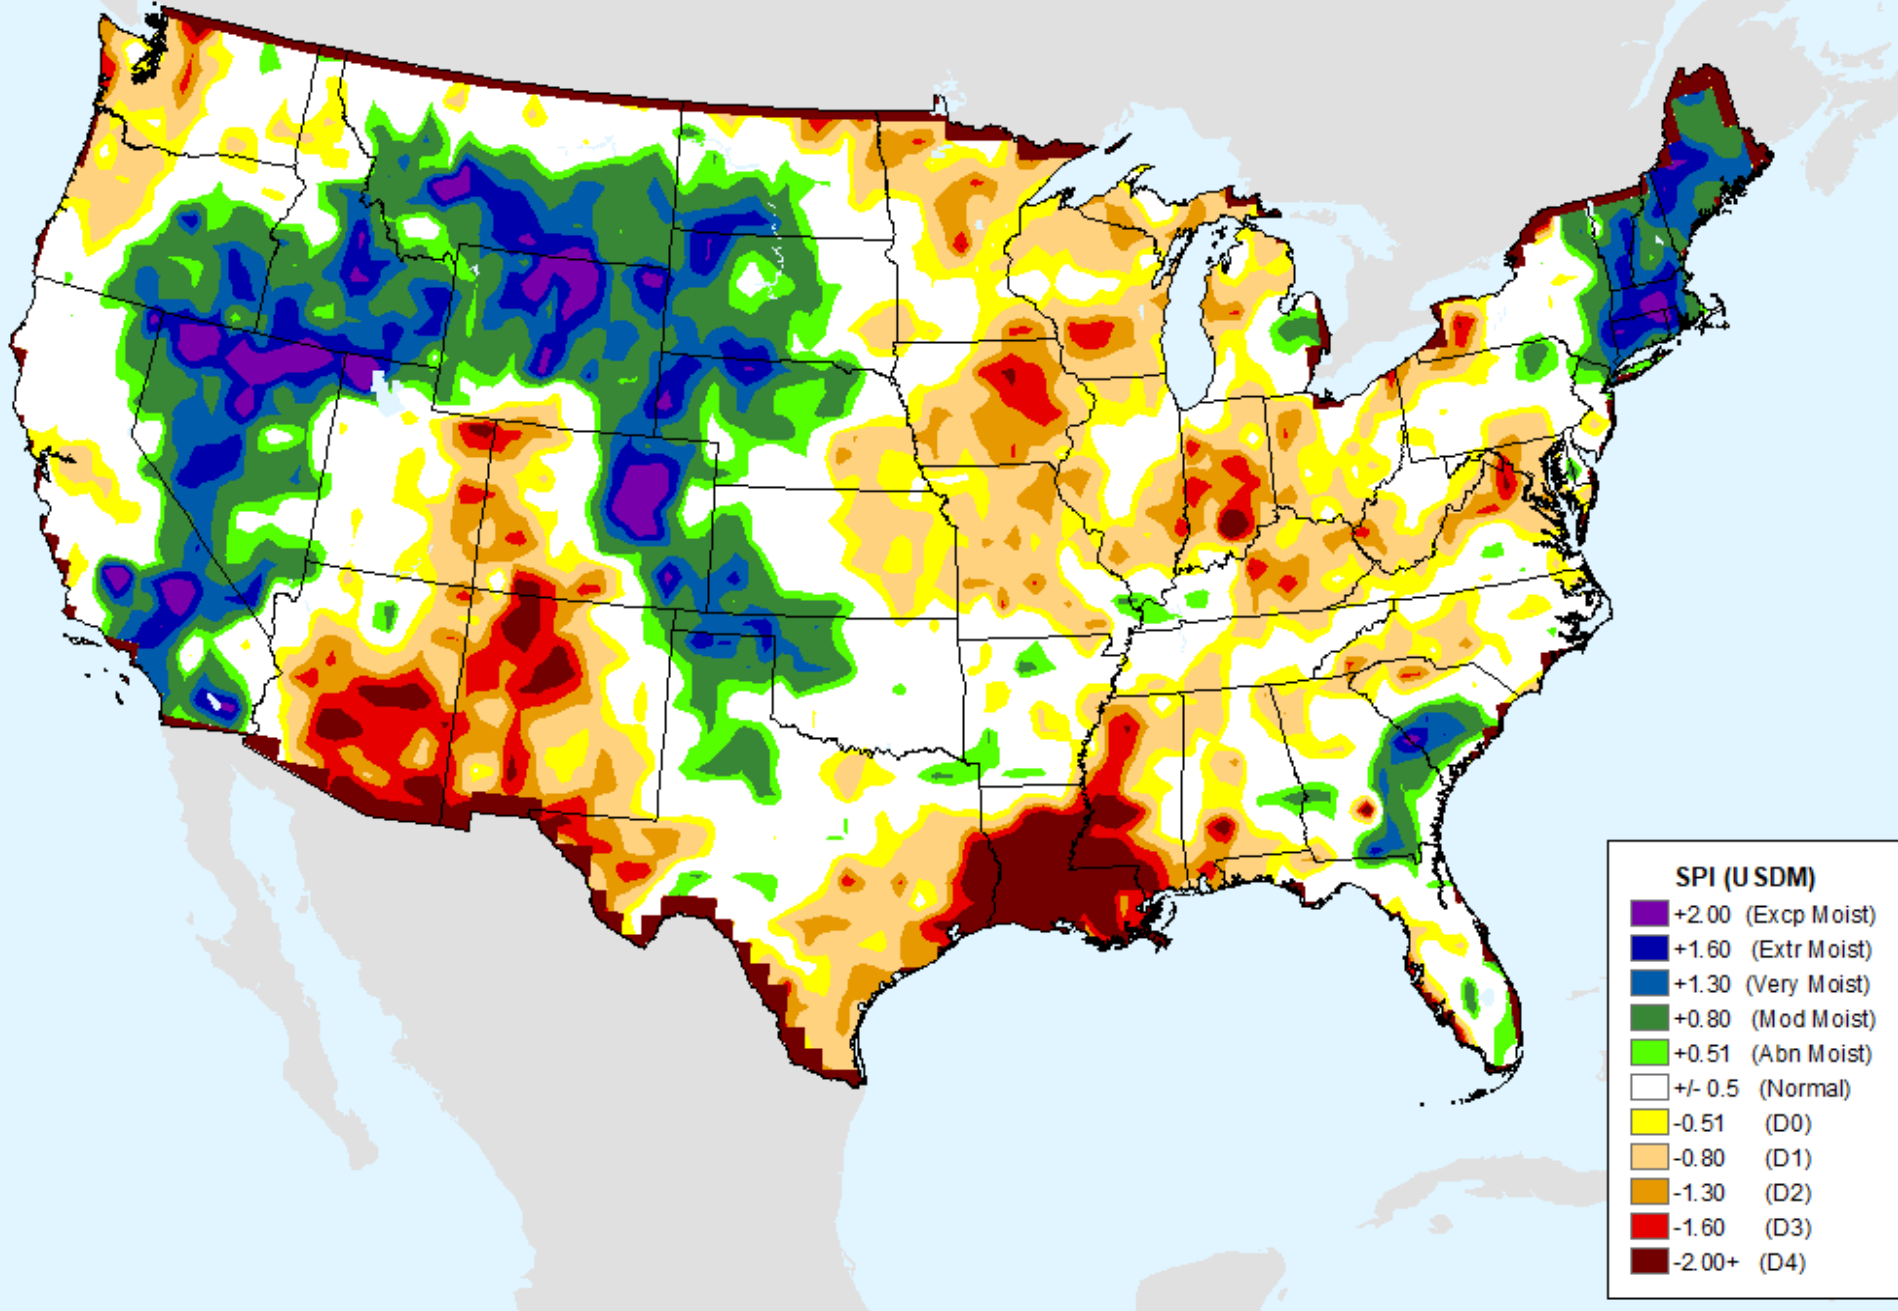 SPI (USDM)
+2.00 (Excp Moist)
+1.60 (Extr Moist)
+1.30 (Very Moist)
+0.80 (Mod Moist)
+0.51 (Abn Moist)
+/- 0.5 (Normal)
-0.51 (D0)
-0.80 (D1)
-1.30 (D2)
-1.60 (D3)
-2.00+ (D4)